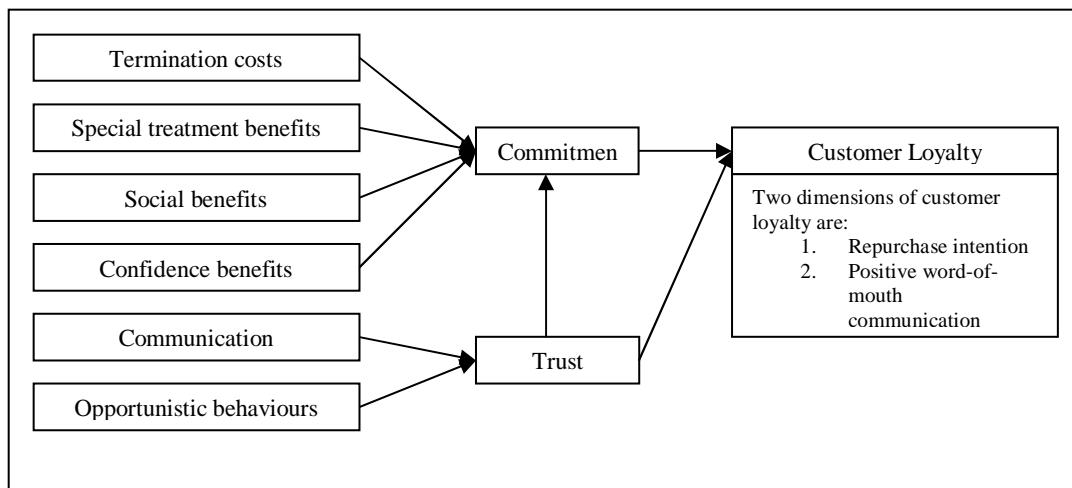 Termination costs
Special treatment benefits
Social benefits
Confidence benefits
Communication
Opportunistic behaviours
Commitmen
Trust
Customer Loyalty
Two dimensions of customer
loyalty are:
1. Repurchase intention
2. Positive word-of-
mouth
communication